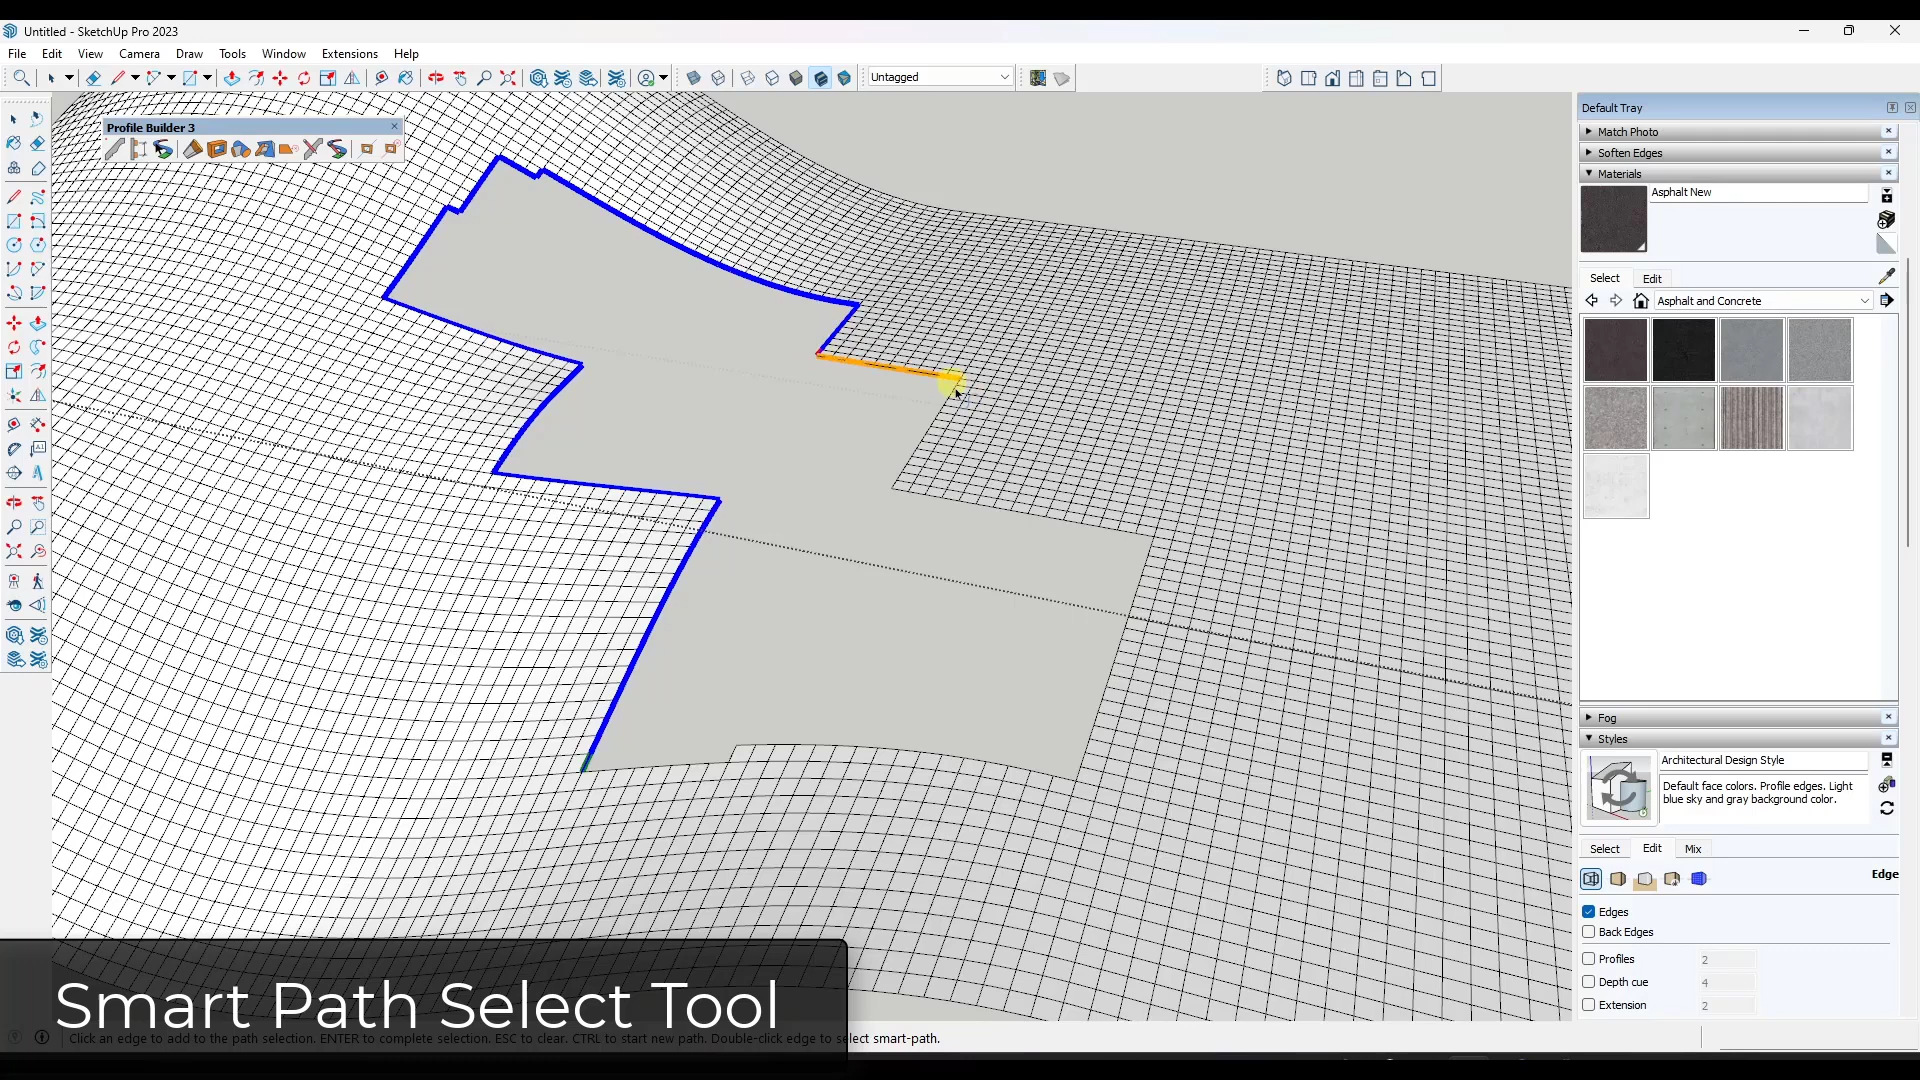 Untitled - SketchUp Pro 2023
File Edit View Camera Draw Tools Window Extensions Help
Untagged
Default Tray
Profile Builder 3
Match Photo
Soften Edges
Materials
Asphalt New
Select Edit
Asphalt and Concrete
Fog
Styles
Architectural Design Style
Default face colors. Profile edges. Light
blue sky and gray background color.
Select Edit Mix
Edge
Edges
Back Edges
Profiles 2
Depth cue 4
Extension 2
Smart Path Select Tool
Click an edge to add to the path selection. ENTER to complete selection. ESC to clear. CTRL to start new path. Double-click edge to select smart-path.